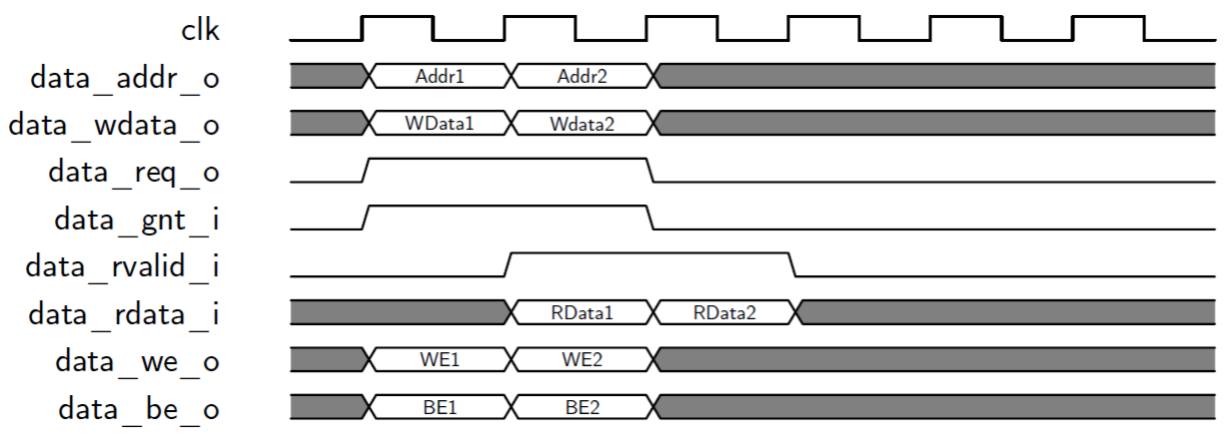 clk
data_addr_o Addr1 Addr2
data_wdata_o WData1 Wdata2
data_req_o
data_gnt_i
data_rvalid_i
data_rdata_i RData1 RData2
data_we_o WE1 WE2
data_be_o BE1 BE2